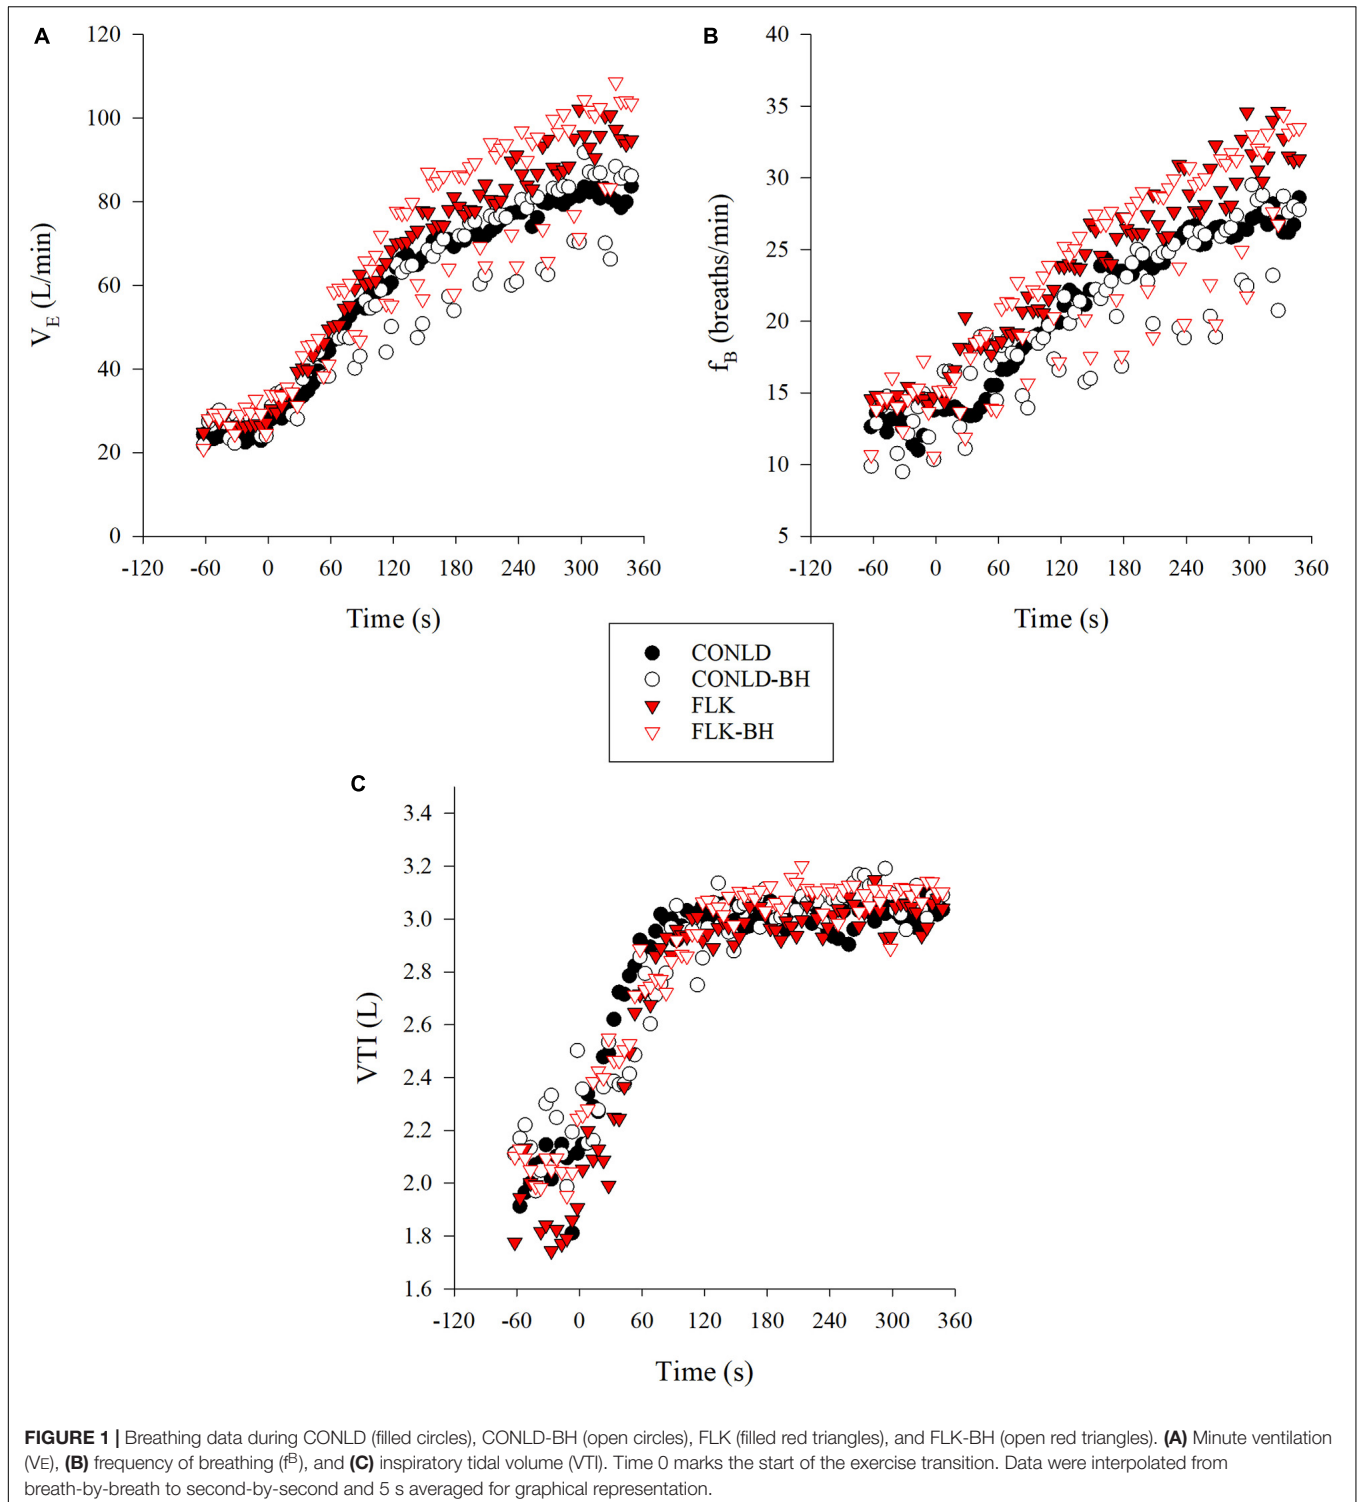 A
B
120
100
80
60
40
20
0
V_E (L/min)
-120 -60 0 60 120 180 240 300 360
Time (s)
40
35
30
25
20
15
10
5
f_B (breaths/min)
-120 -60 0 60 120 180 240 300 360
Time (s)
CONLD
CONLD-BH
FLK
FLK-BH
C
3.4
3.2
3.0
2.8
2.6
2.4
2.2
2.0
1.8
1.6
VTI (L)
-120 -60 0 60 120 180 240 300 360
Time (s)
FIGURE 1 | Breathing data during CONLD (filled circles), CONLD-BH (open circles), FLK (filled red triangles), and FLK-BH (open red triangles). (A) Minute ventilation
(VE), (B) frequency of breathing (f^B), and (C) inspiratory tidal volume (VTI). Time 0 marks the start of the exercise transition. Data were interpolated from
breath-by-breath to second-by-second and 5 s averaged for graphical representation.